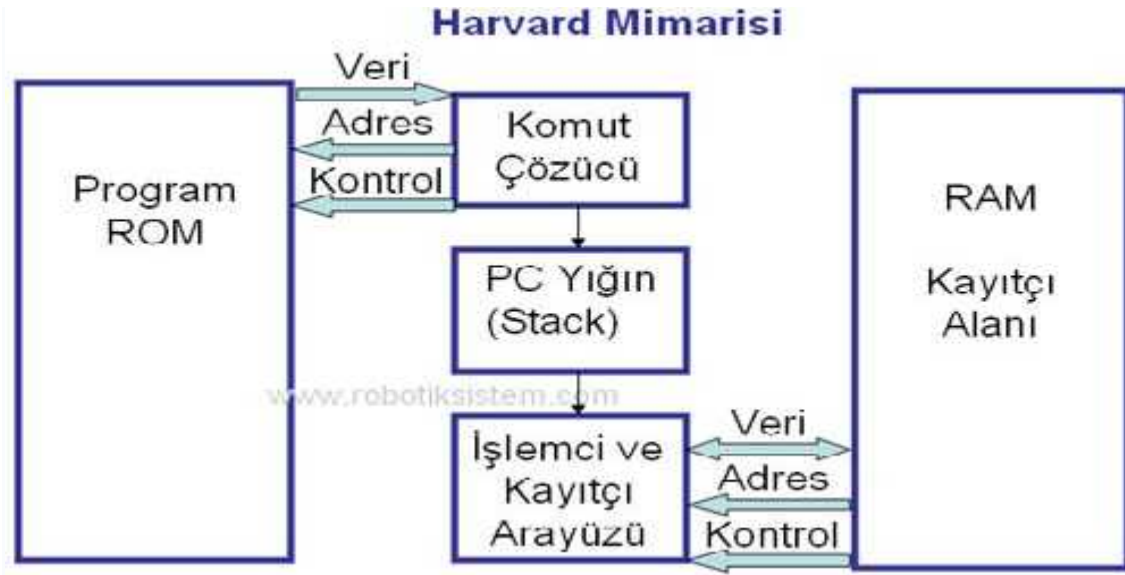 Harvard Mimarisi
Veri
Adres
Kontrol
Program
ROM
Komut
Çözücü
PC Yığın
(Stack)
www.robotiksistem.com
İşlemci ve
Kayıtçı
Arayüzü
Veri
Adres
Kontrol
RAM
Kayıtçı
Alanı